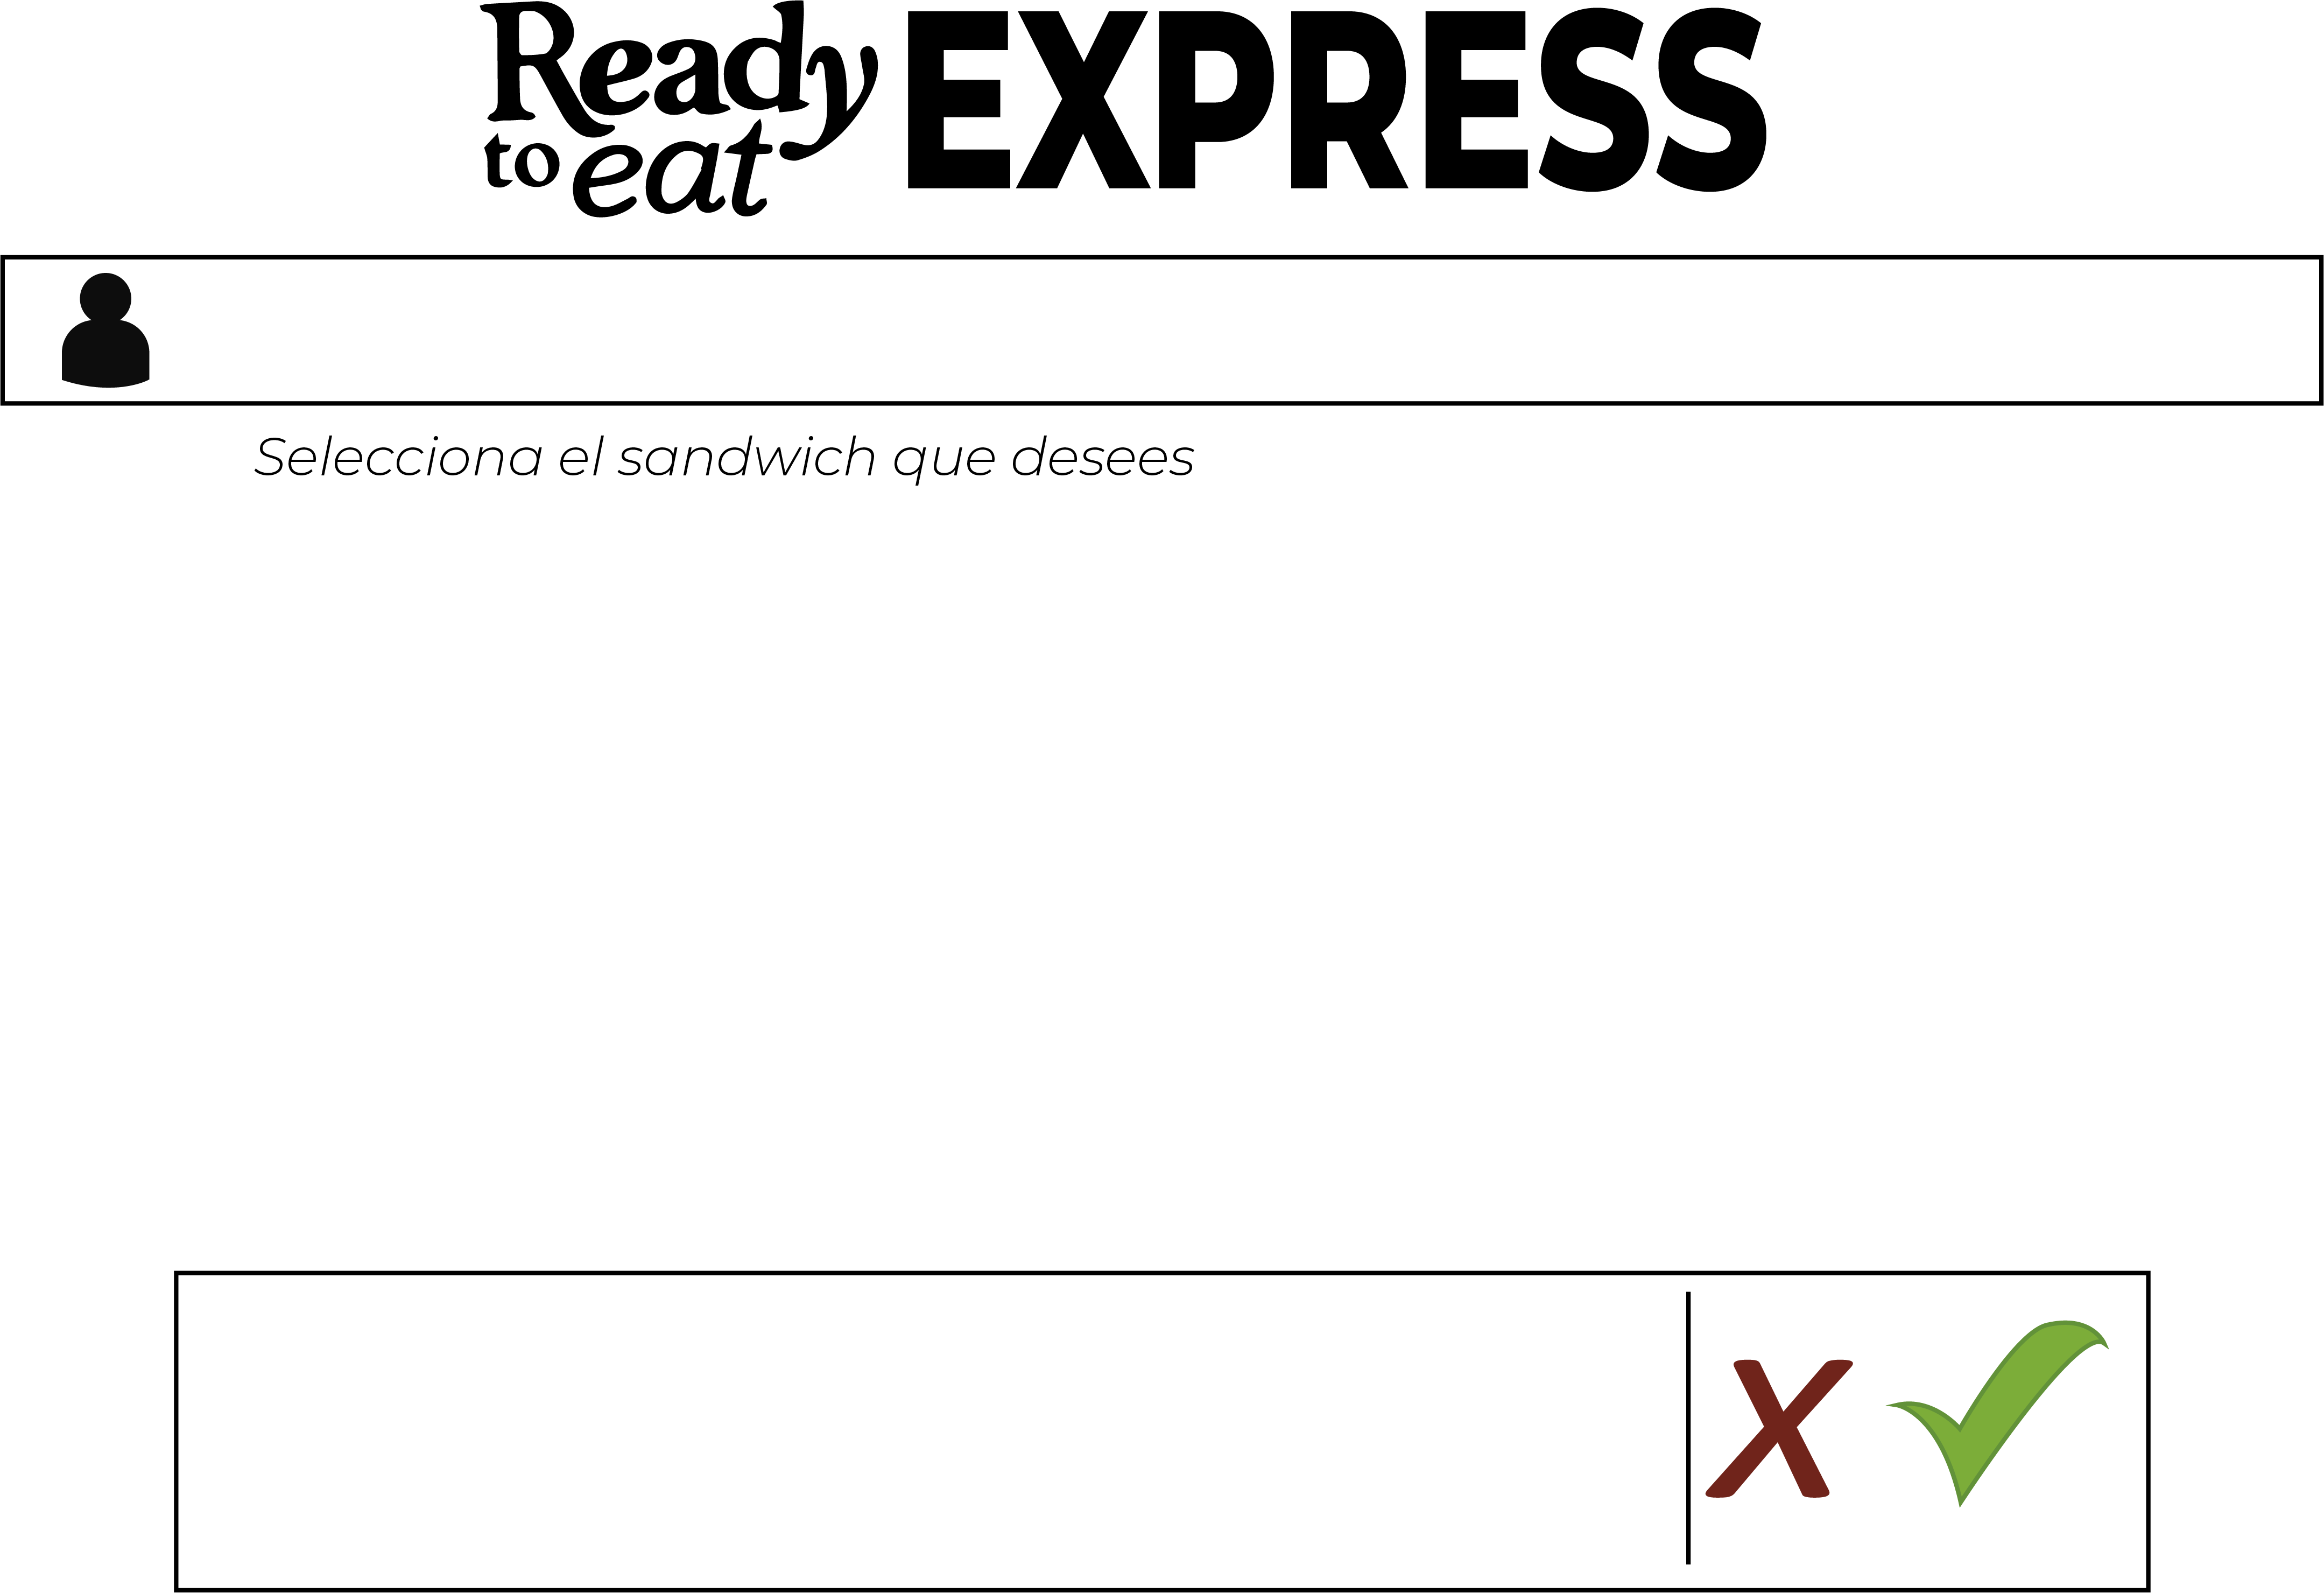 Ready
to eat
EXPRESS
Selecciona el sandwich que desees
X